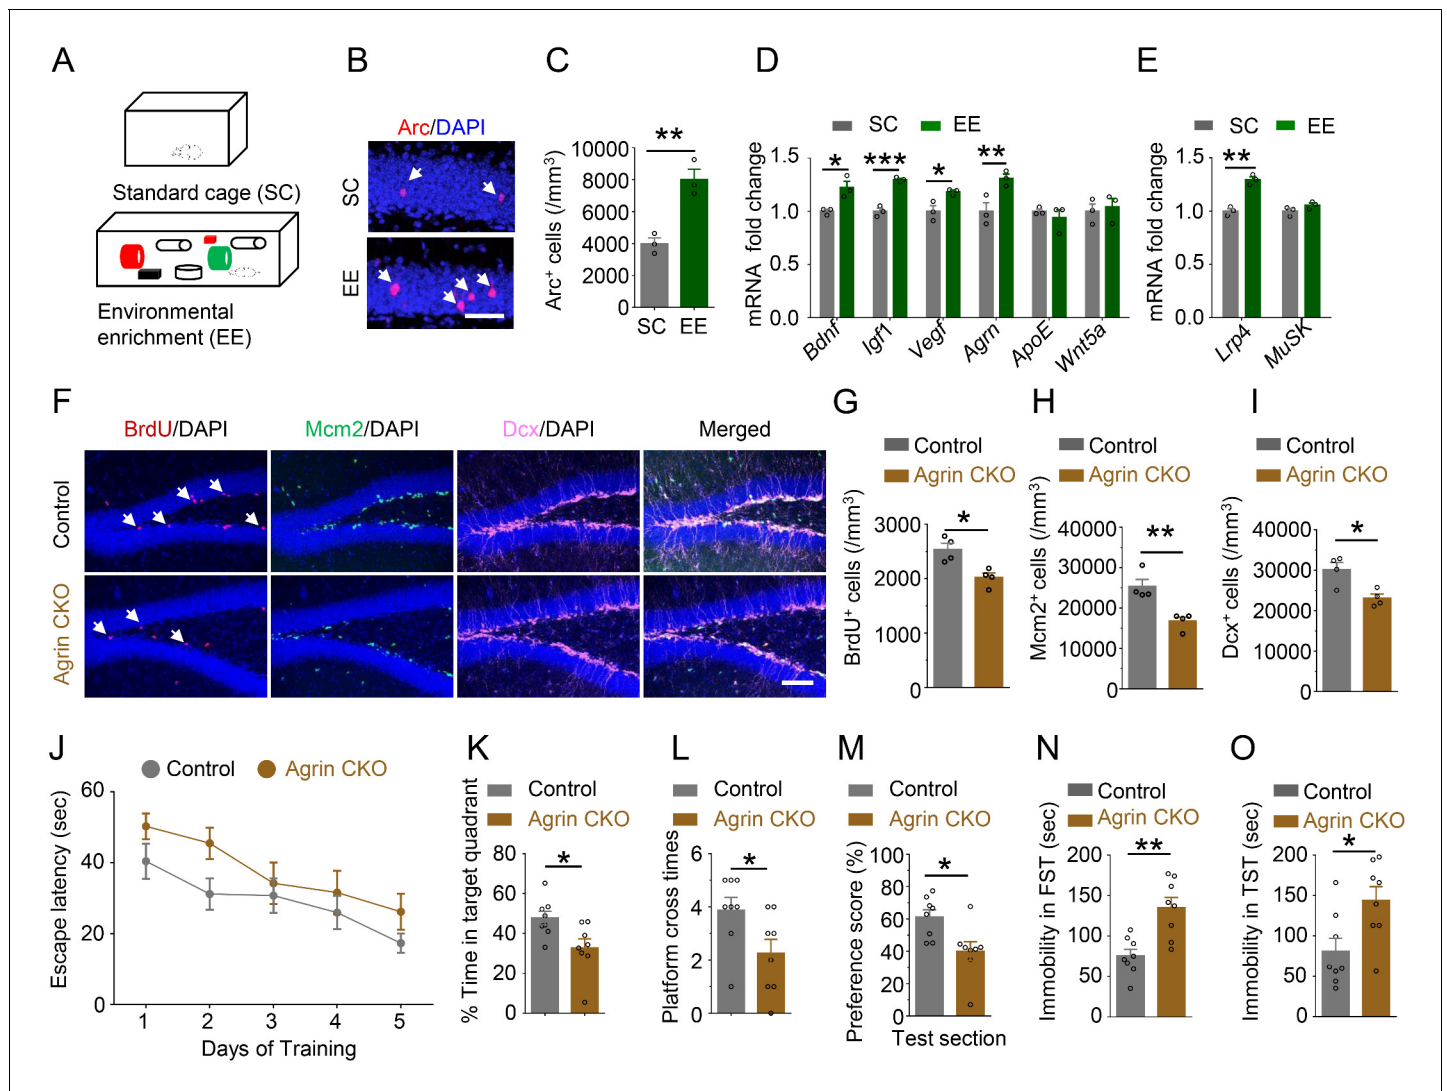 A
Standard cage (SC)
Environmental
enrichment (EE)
B
Arc/DAPI
SC
EE
C
**
Arc⁺ cells (/mm³)
10000
8000
6000
4000
2000
0
SC EE
D
SC EE
mRNA fold change
1.5
1.0
0.5
0.0
* *** * **
Bdnf Igf1 Vegf Agrn ApoE Wnt5a
E
SC EE
mRNA fold change
1.5
1.0
0.5
0.0
**
Lrp4 MuSK
F
BrdU/DAPI Mcm2/DAPI Dcx/DAPI Merged
Control
Agrin CKO
G
Control
Agrin CKO
BrdU⁺ cells (/mm³)
3000
2000
1000
0
*
H
Control
Agrin CKO
Mcm2⁺ cells (/mm³)
40000
30000
20000
10000
0
**
I
Control
Agrin CKO
Dcx⁺ cells (/mm³)
40000
30000
20000
10000
0
*
J
Control Agrin CKO
Escape latency (sec)
60
40
20
0
1 2 3 4 5
Days of Training
K
Control
Agrin CKO
% Time in target quadrant
80
60
40
20
0
*
L
Control
Agrin CKO
Platform cross times
6
4
2
0
*
M
Control
Agrin CKO
Preference score (%)
100
80
60
40
20
0
*
Test section
N
Control
Agrin CKO
Immobility in FST (sec)
200
150
100
50
0
**
O
Control
Agrin CKO
Immobility in TST (sec)
200
150
100
50
0
*